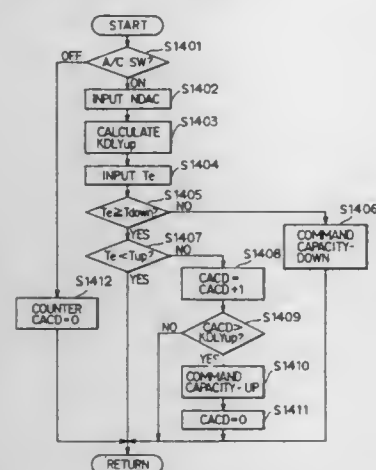 START
S1401
OFF
A/C SW?
ON
S1402
INPUT NDAC
S1403
CALCULATE
KDLYup
S1404
INPUT Te
S1405
Te≧Tdown?
NO
YES
S1406
COMMAND
CAPACITY-
DOWN
S1407
Te<Tup?
NO
YES
S1408
CACD=
CACD+1
S1409
CACD>
KDLYup?
NO
YES
S1410
COMMAND
CAPACITY-UP
S1411
CACD=0
S1412
COUNTER
CACD=0
RETURN